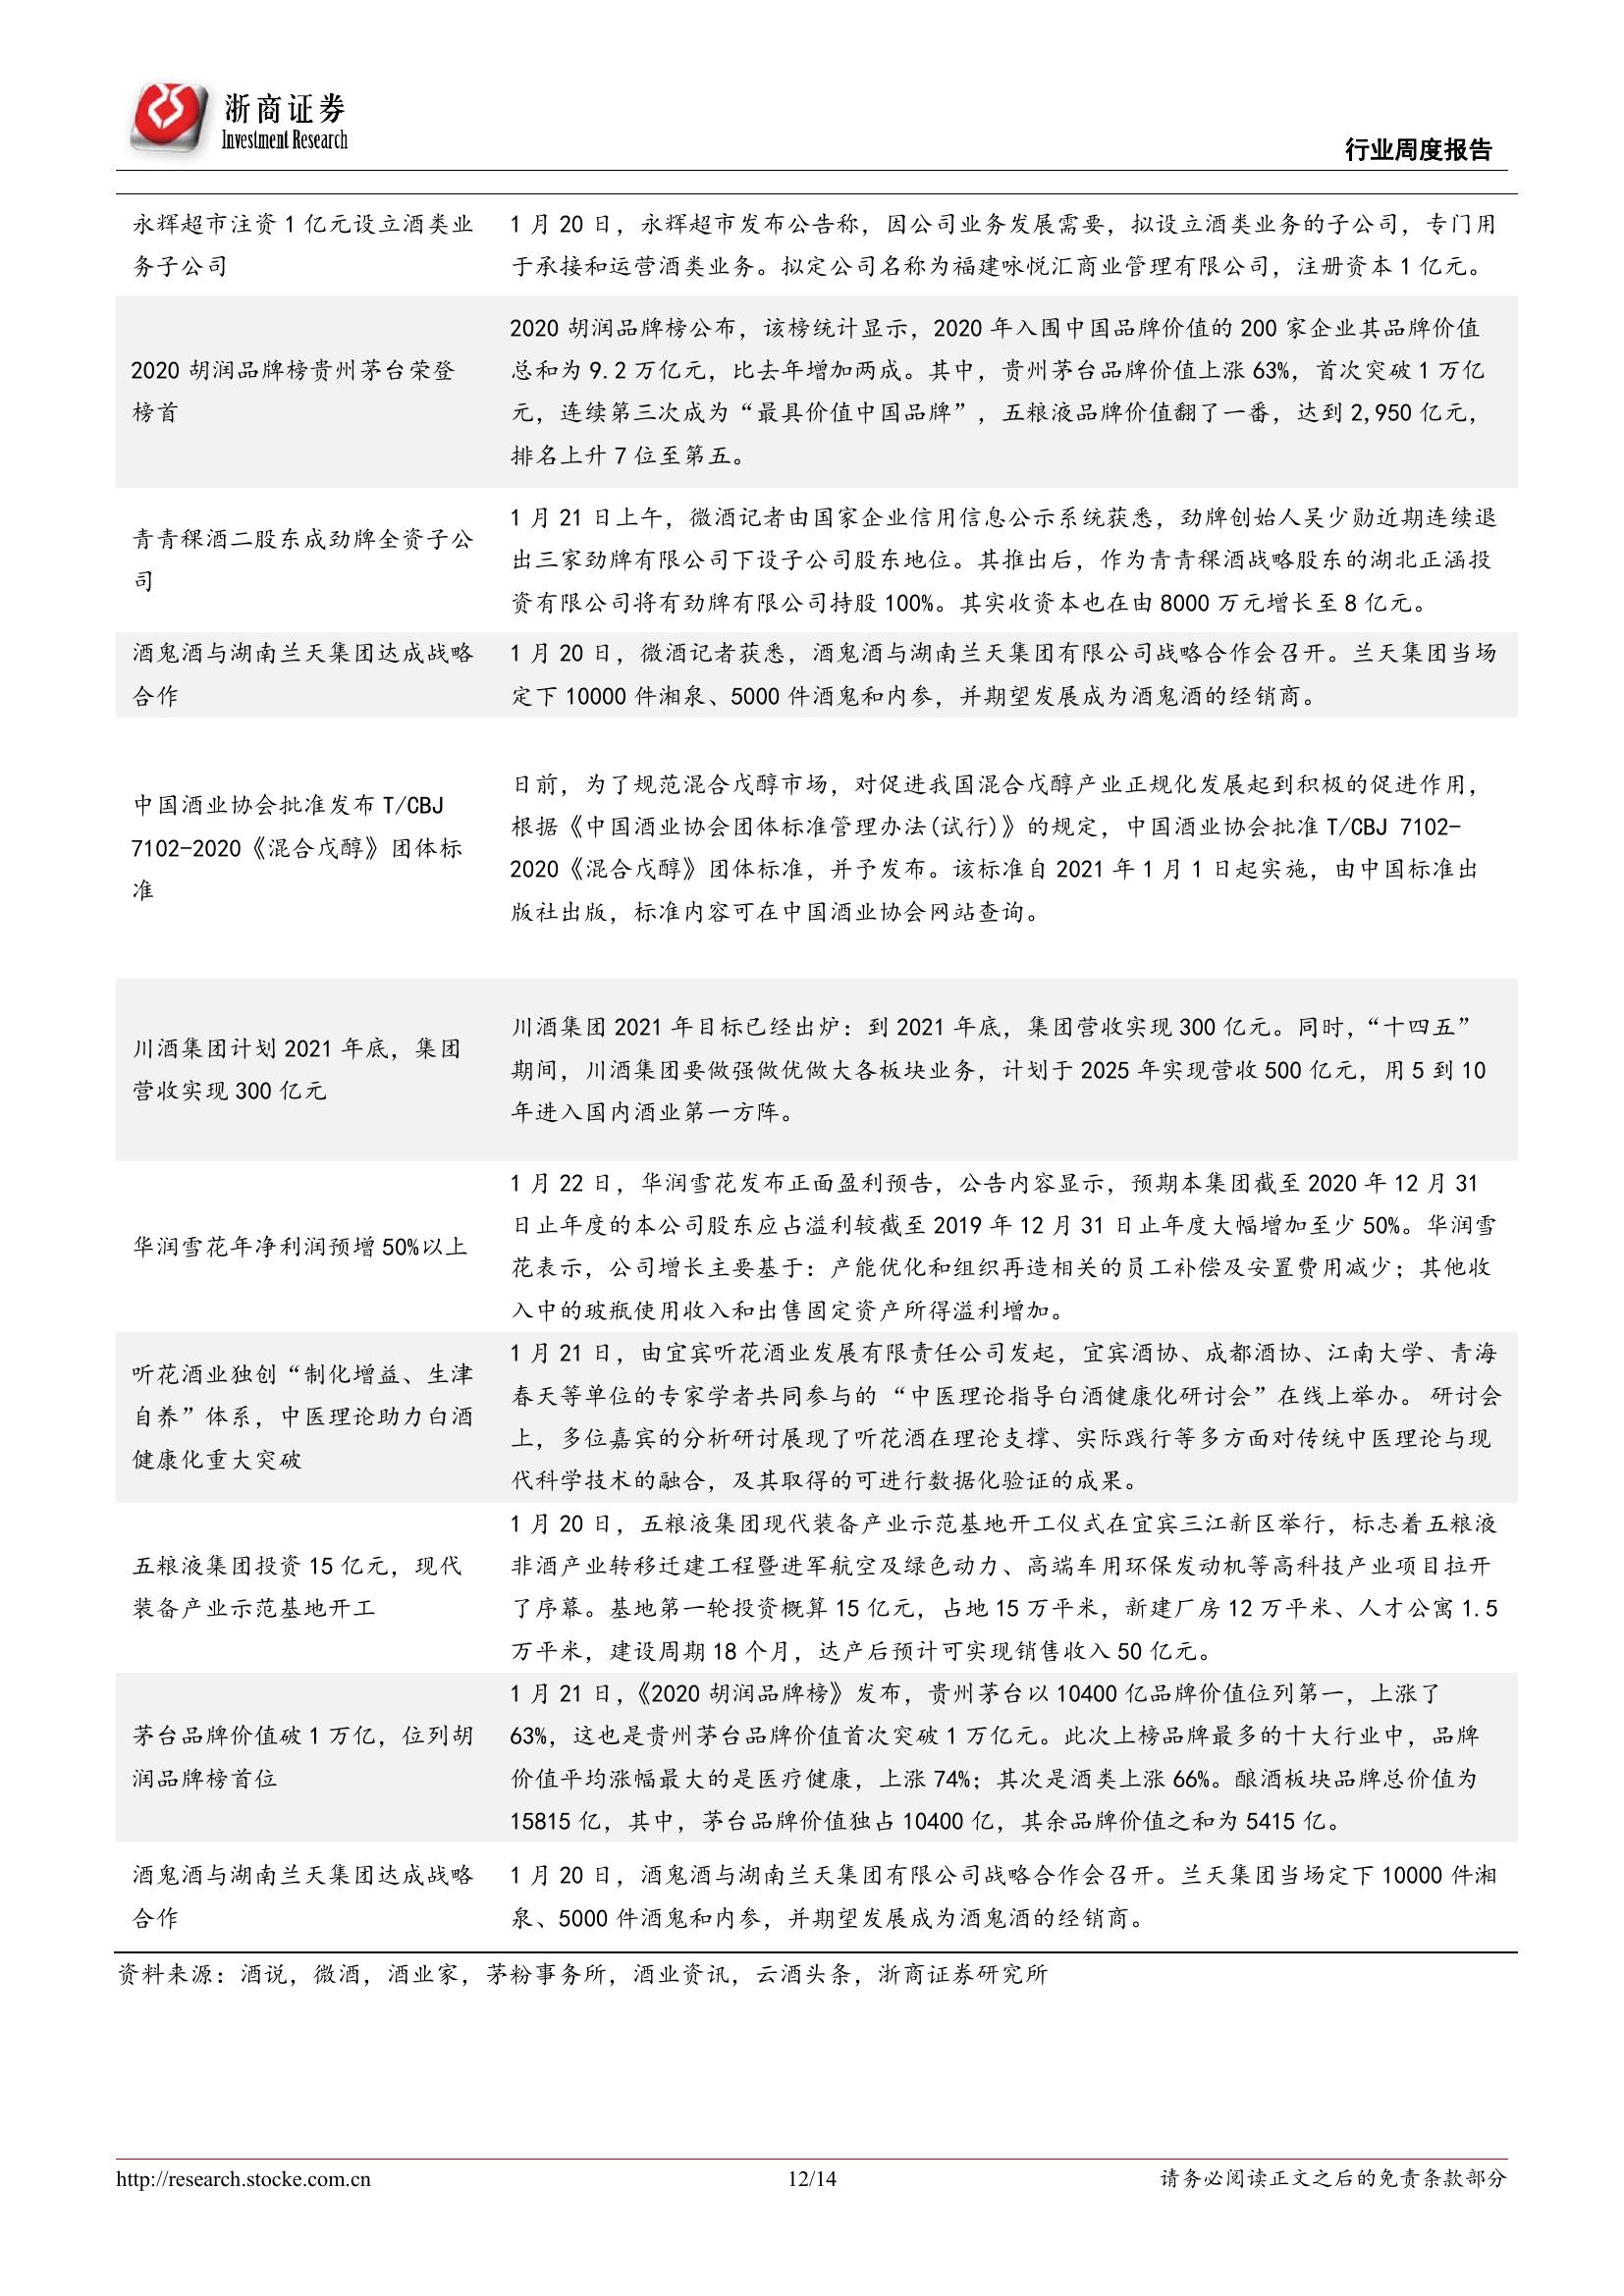 浙商证券
Investment Research
行业周度报告
永辉超市注资 1 亿元设立酒类业
务子公司
1 月 20 日，永辉超市发布公告称，因公司业务发展需要，拟设立酒类业务的子公司，专门用
于承接和运营酒类业务。拟定公司名称为福建咏悦汇商业管理有限公司，注册资本 1 亿元。
2020 胡润品牌榜贵州茅台荣登
榜首
2020 胡润品牌榜公布，该榜统计显示，2020 年入围中国品牌价值的 200 家企业其品牌价值
总和为 9.2 万亿元，比去年增加两成。其中，贵州茅台品牌价值上涨 63%，首次突破 1 万亿
元，连续第三次成为“最具价值中国品牌”，五粮液品牌价值翻了一番，达到 2,950 亿元，
排名上升 7 位至第五。
青青稞酒二股东成劲牌全资子公
司
1 月 21 日上午，微酒记者由国家企业信用信息公示系统获悉，劲牌创始人吴少勋近期连续退
出三家劲牌有限公司下设子公司股东地位。其推出后，作为青青稞酒战略股东的湖北正涵投
资有限公司将有劲牌有限公司持股 100%。其实收资本也在由 8000 万元增长至 8 亿元。
酒鬼酒与湖南兰天集团达成战略
合作
1 月 20 日，微酒记者获悉，酒鬼酒与湖南兰天集团有限公司战略合作会召开。兰天集团当场
定下 10000 件湘泉、5000 件酒鬼和内参，并期望发展成为酒鬼酒的经销商。
中国酒业协会批准发布 T/CBJ
7102-2020《混合戊醇》团体标
准
日前，为了规范混合戊醇市场，对促进我国混合戊醇产业正规化发展起到积极的促进作用，
根据《中国酒业协会团体标准管理办法(试行)》的规定，中国酒业协会批准 T/CBJ 7102-
2020《混合戊醇》团体标准，并予发布。该标准自 2021 年 1 月 1 日起实施，由中国标准出
版社出版，标准内容可在中国酒业协会网站查询。
川酒集团计划 2021 年底，集团
营收实现 300 亿元
川酒集团 2021 年目标已经出炉：到 2021 年底，集团营收实现 300 亿元。同时，“十四五”
期间，川酒集团要做强做优做大各板块业务，计划于 2025 年实现营收 500 亿元，用 5 到 10
年进入国内酒业第一方阵。
华润雪花年净利润预增 50%以上
1 月 22 日，华润雪花发布正面盈利预告，公告内容显示，预期本集团截至 2020 年 12 月 31
日止年度的本公司股东应占溢利较截至 2019 年 12 月 31 日止年度大幅增加至少 50%。华润雪
花表示，公司增长主要基于：产能优化和组织再造相关的员工补偿及安置费用减少；其他收
入中的玻瓶使用收入和出售固定资产所得溢利增加。
听花酒业独创“制化增益、生津
自养”体系，中医理论助力白酒
健康化重大突破
1 月 21 日，由宜宾听花酒业发展有限责任公司发起，宜宾酒协、成都酒协、江南大学、青海
春天等单位的专家学者共同参与的 “中医理论指导白酒健康化研讨会”在线上举办。 研讨会
上，多位嘉宾的分析研讨展现了听花酒在理论支撑、实际践行等多方面对传统中医理论与现
代科学技术的融合，及其取得的可进行数据化验证的成果。
五粮液集团投资 15 亿元，现代
装备产业示范基地开工
1 月 20 日，五粮液集团现代装备产业示范基地开工仪式在宜宾三江新区举行，标志着五粮液
非酒产业转移迁建工程暨进军航空及绿色动力、高端车用环保发动机等高科技产业项目拉开
了序幕。基地第一轮投资概算 15 亿元，占地 15 万平米，新建厂房 12 万平米、人才公寓 1.5
万平米，建设周期 18 个月，达产后预计可实现销售收入 50 亿元。
茅台品牌价值破 1 万亿，位列胡
润品牌榜首位
1 月 21 日，《2020 胡润品牌榜》发布，贵州茅台以 10400 亿品牌价值位列第一，上涨了
63%，这也是贵州茅台品牌价值首次突破 1 万亿元。此次上榜品牌最多的十大行业中，品牌
价值平均涨幅最大的是医疗健康，上涨 74%；其次是酒类上涨 66%。酿酒板块品牌总价值为
15815 亿，其中，茅台品牌价值独占 10400 亿，其余品牌价值之和为 5415 亿。
酒鬼酒与湖南兰天集团达成战略
合作
1 月 20 日，酒鬼酒与湖南兰天集团有限公司战略合作会召开。兰天集团当场定下 10000 件湘
泉、5000 件酒鬼和内参，并期望发展成为酒鬼酒的经销商。
资料来源：酒说，微酒，酒业家，茅粉事务所，酒业资讯，云酒头条，浙商证券研究所
http://research.stocke.com.cn
12/14
请务必阅读正文之后的免责条款部分